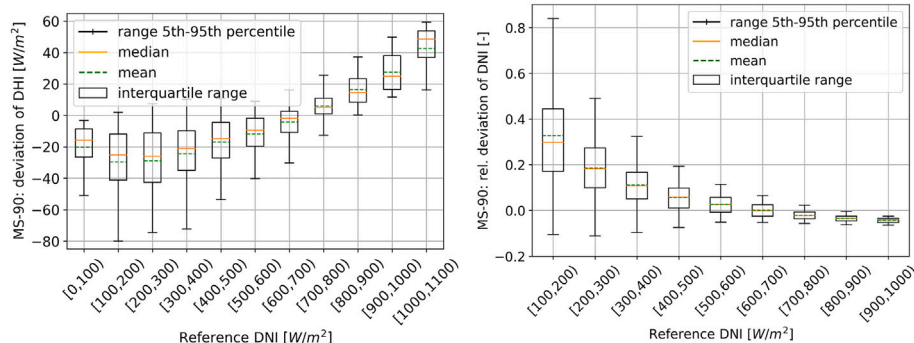 MS-90: deviation of DHI [W/m²]
60
40
20
0
−20
−40
−60
−80
range 5th-95th percentile
median
mean
interquartile range
[0,100)
[100,200)
[200,300)
[300,400)
[400,500)
[500,600)
[600,700)
[700,800)
[800,900)
[900,1000)
[1000,1100)
Reference DNI [W/m²]
MS-90: rel. deviation of DNI [-]
0.8
0.6
0.4
0.2
0.0
−0.2
range 5th-95th percentile
median
mean
interquartile range
[100,200)
[200,300)
[300,400)
[400,500)
[500,600)
[600,700)
[700,800)
[800,900)
[900,1000)
Reference DNI [W/m²]